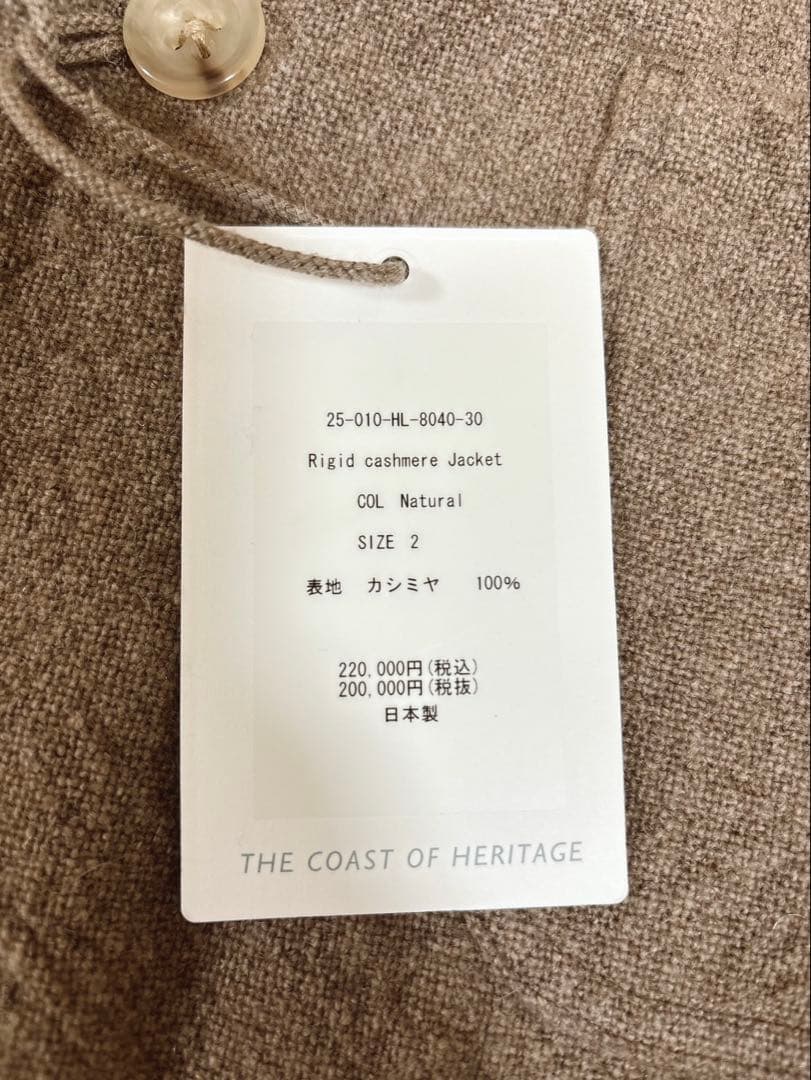 25-010-HL-8040-30
Rigid cashmere Jacket
COL Natural
SIZE 2
表地 カシミヤ 100%
220,000円(税込)
200,000円(税抜)
日本製
THE COAST OF HERITAGE